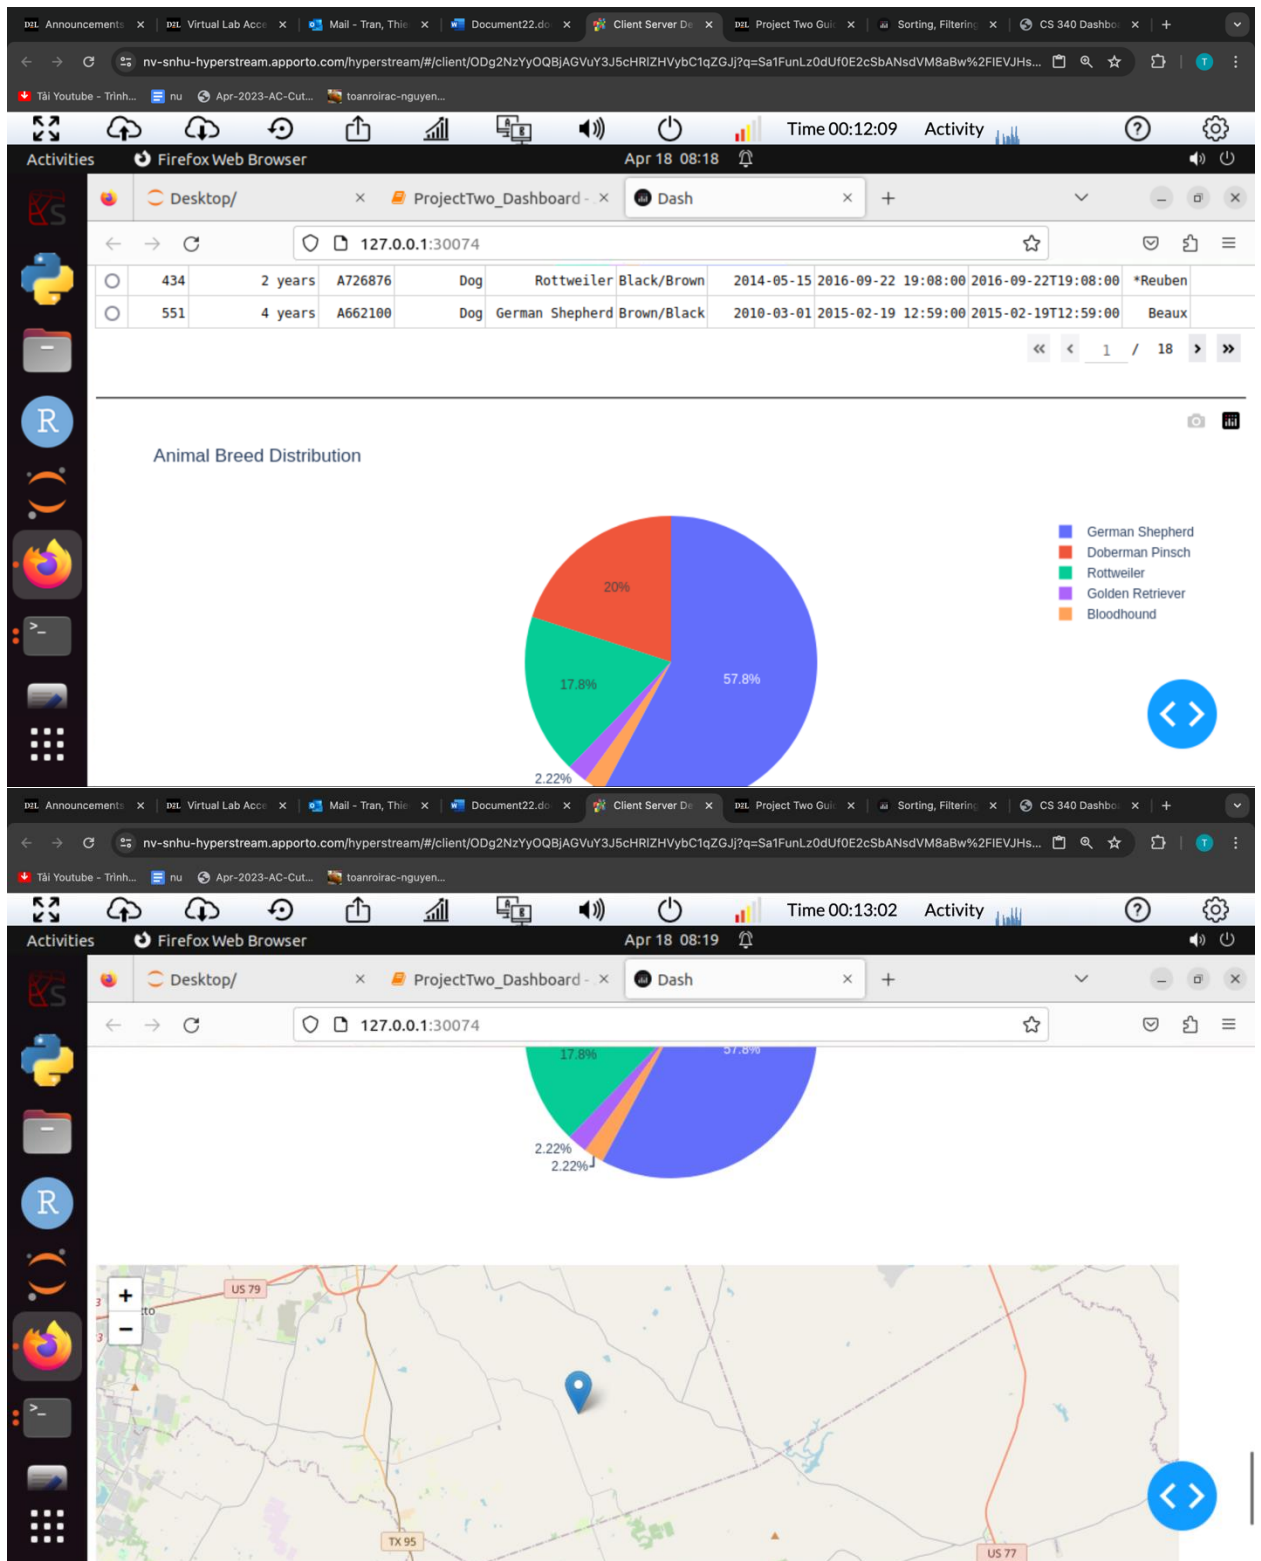 Announcements
Virtual Lab Acce
Mail - Tran, Thie
Document22.do
Client Server De
Project Two Gui
Sorting, Filtering
CS 340 Dashbo
nv-snhu-hyperstream.apporto.com/hyperstream/#/client/ODg2NzYyOQBjAGVuY3J5cHRlZHVybC1qZGJj?q=Sa1FunLz0dUf0E2cSbANsdVM8aBw%2FIEVJHs...
T
Tải Youtube - Trình...
nu
Apr-2023-AC-Cut...
toanroirac-nguyen...
Time 00:12:09
Activity
Activities
Firefox Web Browser
Apr 18 08:18
Desktop/
ProjectTwo_Dashboard -
Dash
127.0.0.1:30074
434 2 years A726876 Dog Rottweiler Black/Brown 2014-05-15 2016-09-22 19:08:00 2016-09-22T19:08:00 *Reuben
551 4 years A662100 Dog German Shepherd Brown/Black 2010-03-01 2015-02-19 12:59:00 2015-02-19T12:59:00 Beaux
« < 1 / 18 > »
Animal Breed Distribution
German Shepherd
Doberman Pinsch
Rottweiler
Golden Retriever
Bloodhound
20%
17.8%
57.8%
2.22%
Announcements
Virtual Lab Acce
Mail - Tran, Thie
Document22.do
Client Server De
Project Two Gui
Sorting, Filtering
CS 340 Dashbo
nv-snhu-hyperstream.apporto.com/hyperstream/#/client/ODg2NzYyOQBjAGVuY3J5cHRlZHVybC1qZGJj?q=Sa1FunLz0dUf0E2cSbANsdVM8aBw%2FIEVJHs...
T
Tải Youtube - Trình...
nu
Apr-2023-AC-Cut...
toanroirac-nguyen...
Time 00:13:02
Activity
Activities
Firefox Web Browser
Apr 18 08:19
Desktop/
ProjectTwo_Dashboard -
Dash
127.0.0.1:30074
17.8%
57.8%
2.22%
2.22%
+
−
US 79
TX 95
US 77